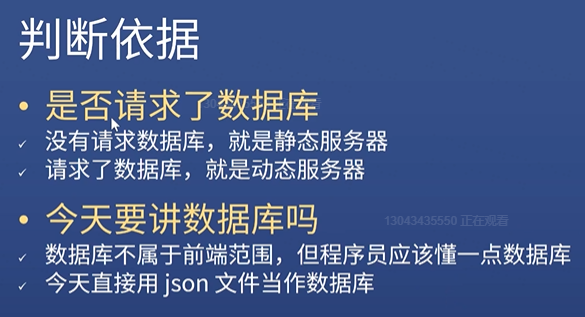 判断依据
• 是否请求了数据库
✓ 没有请求数据库，就是静态服务器
✓ 请求了数据库，就是动态服务器
• 今天要讲数据库吗
13043435550 正在观看
✓ 数据库不属于前端范围，但程序员应该懂一点数据库
✓ 今天直接用 json 文件当作数据库